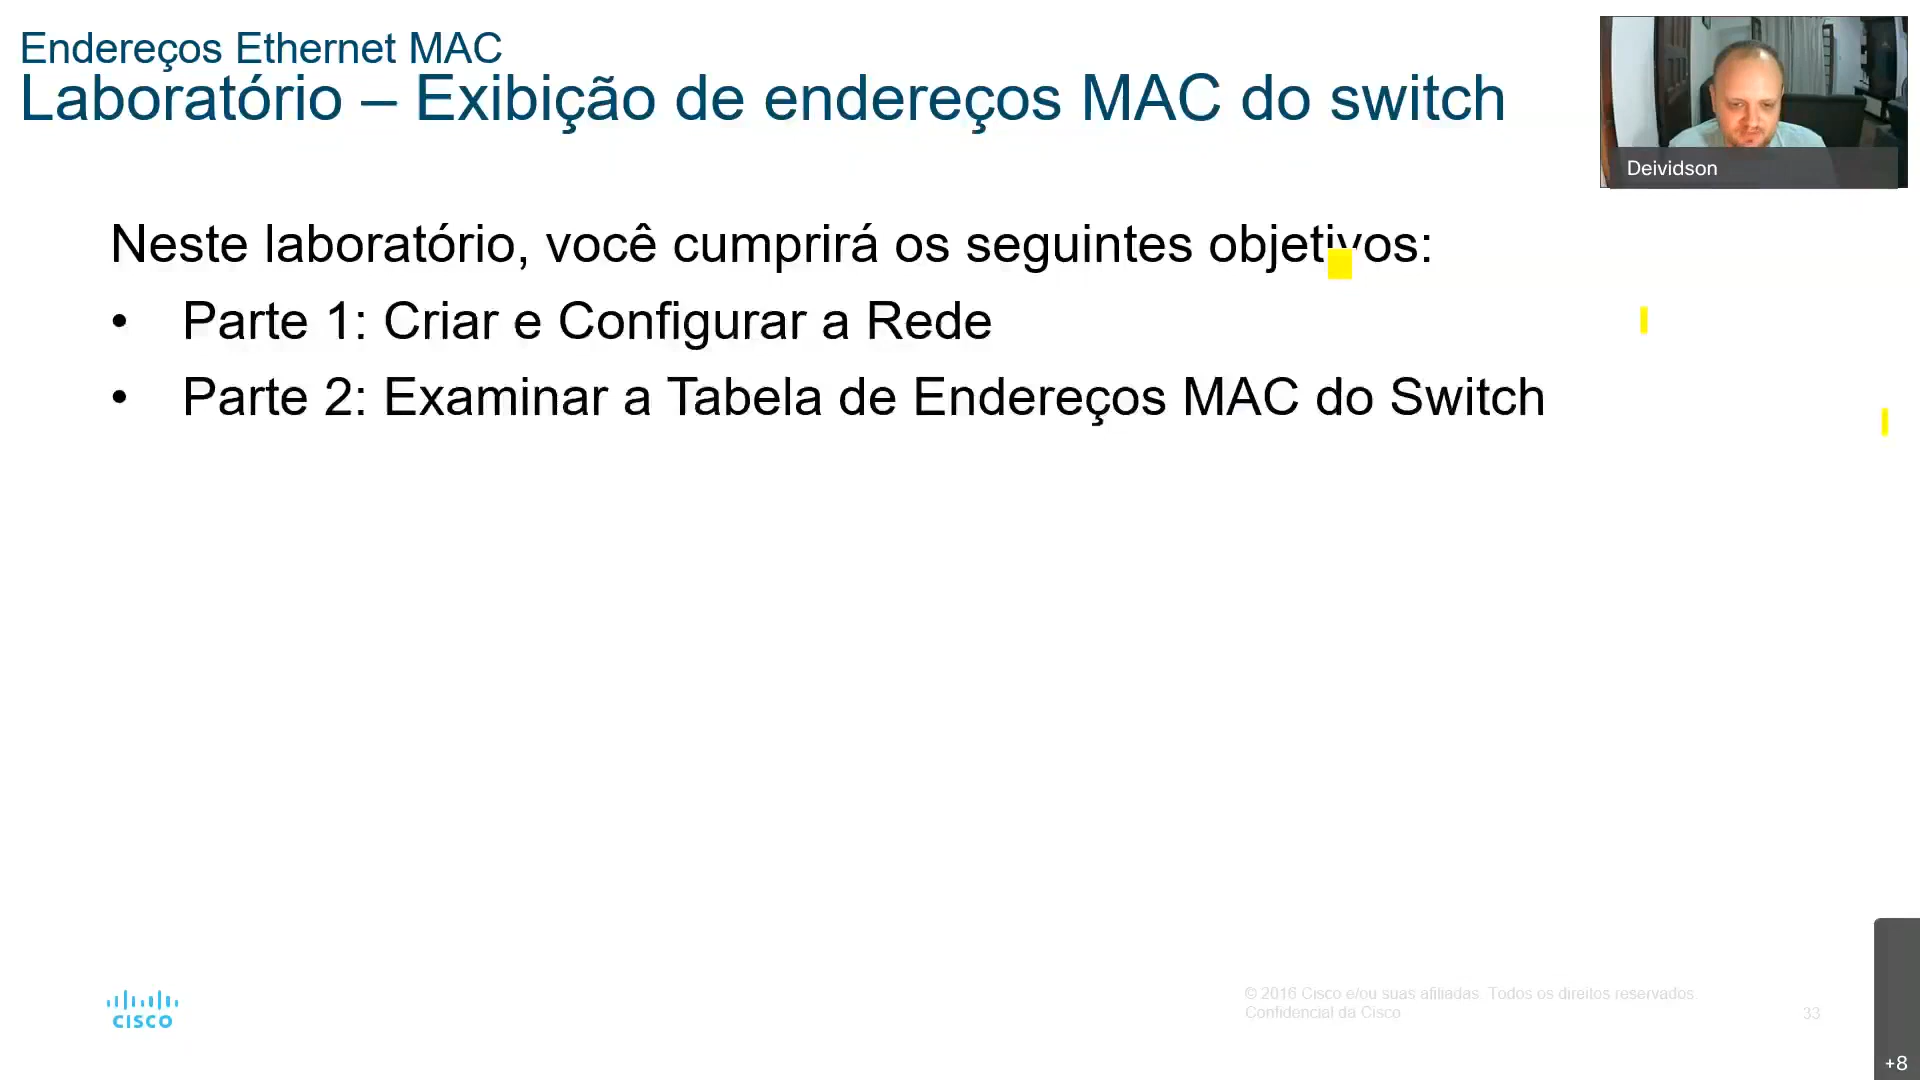 Endereços Ethernet MAC
Laboratório – Exibição de endereços MAC do switch
Deividson
Neste laboratório, você cumprirá os seguintes objetivos:
• Parte 1: Criar e Configurar a Rede
• Parte 2: Examinar a Tabela de Endereços MAC do Switch
CISCO
© 2016 Cisco e/ou suas afiliadas. Todos os direitos reservados.
Confidencial da Cisco
33
+8